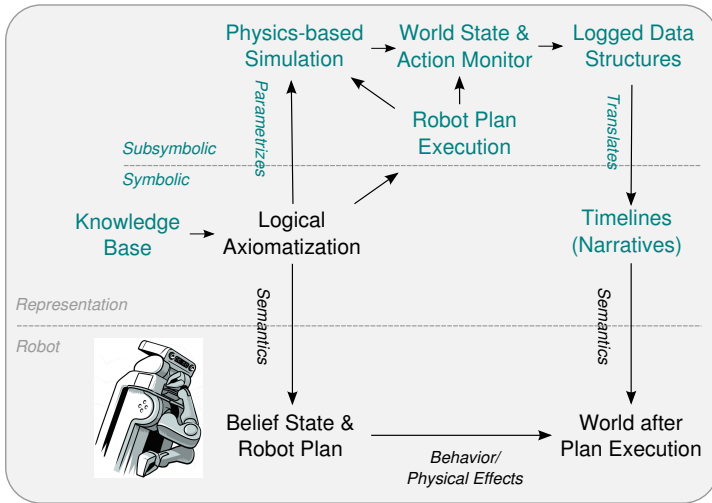 Physics-based
Simulation
World State &
Action Monitor
Logged Data
Structures
Parametrizes
Robot Plan
Execution
Translates
Subsymbolic
Symbolic
Knowledge
Base
Logical
Axiomatization
Timelines
(Narratives)
Representation
Semantics
Semantics
Robot
Belief State &
Robot Plan
Behavior/
Physical Effects
World after
Plan Execution